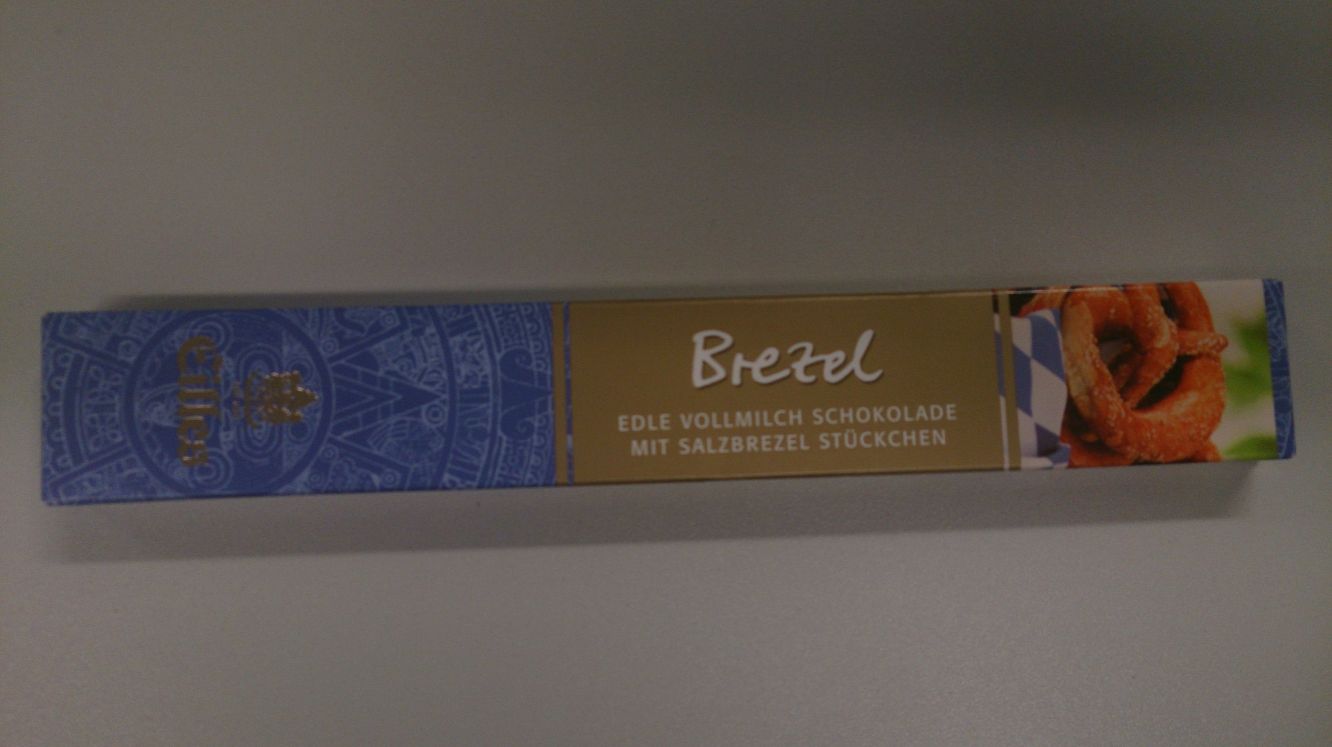 Eilles
Brezel
EDLE VOLLMILCH SCHOKOLADE
MIT SALZBREZEL STÜCKCHEN